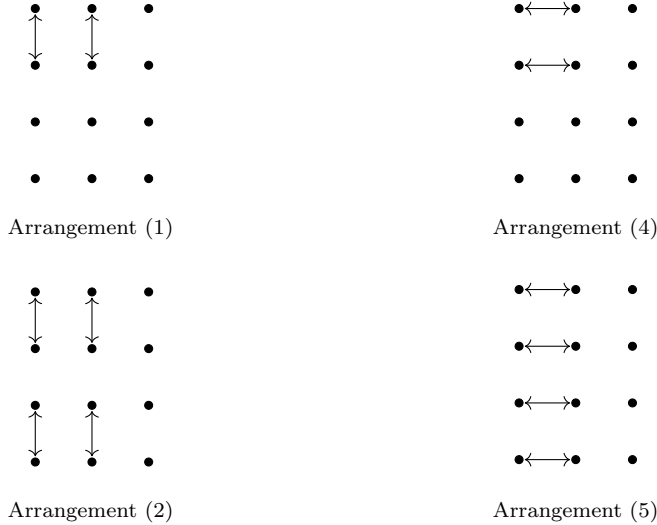 Arrangement (1)
Arrangement (4)
Arrangement (2)
Arrangement (5)